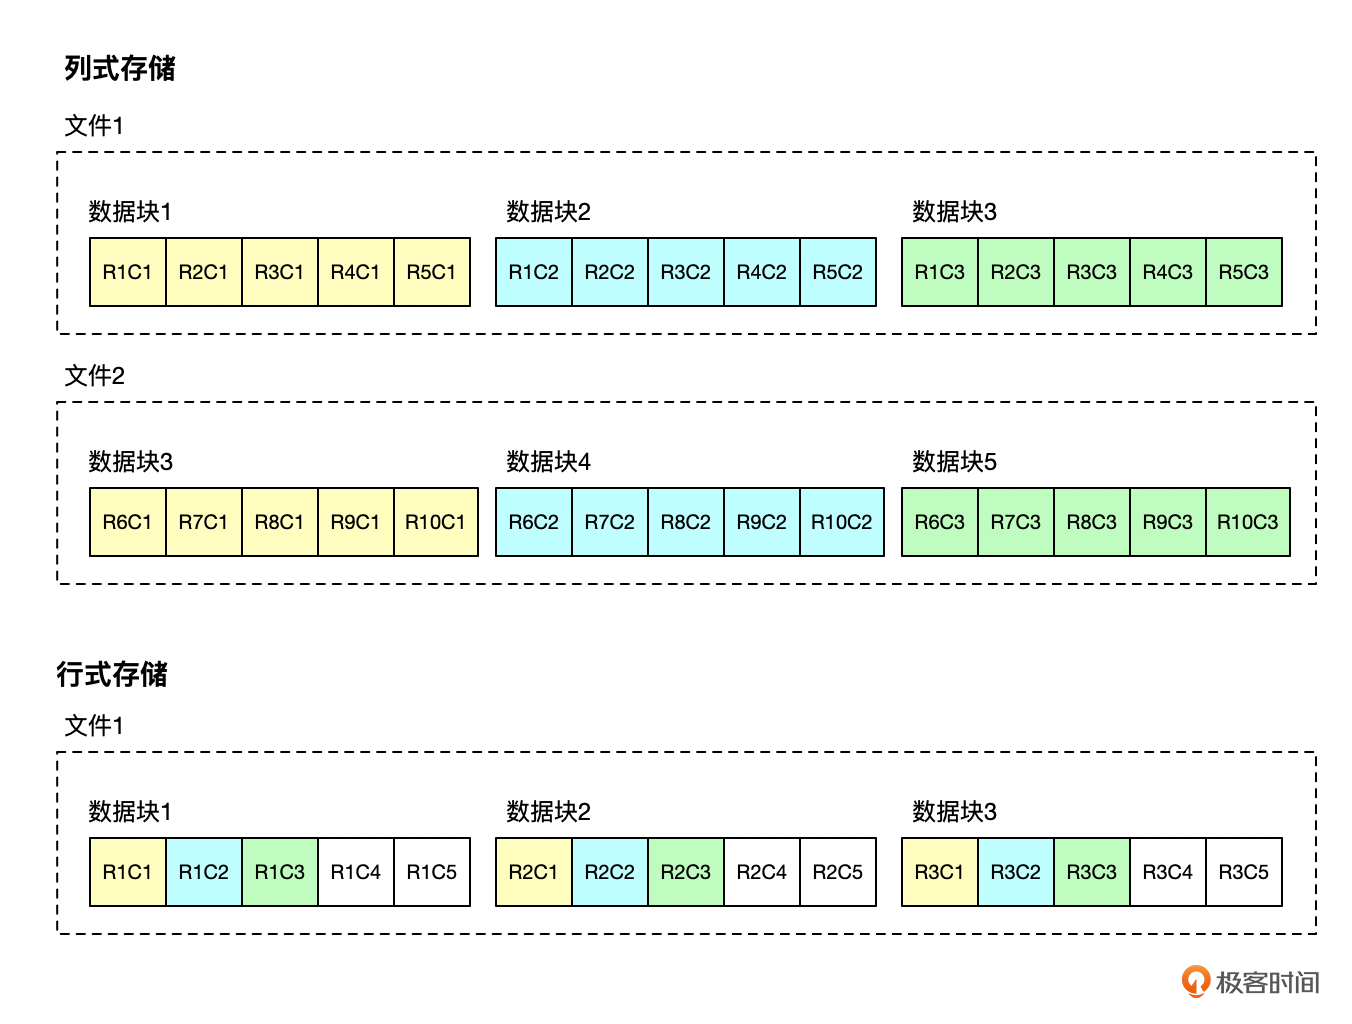 列式存储
文件1
数据块1 数据块2 数据块3
R1C1 R2C1 R3C1 R4C1 R5C1 R1C2 R2C2 R3C2 R4C2 R5C2 R1C3 R2C3 R3C3 R4C3 R5C3
文件2
数据块3 数据块4 数据块5
R6C1 R7C1 R8C1 R9C1 R10C1 R6C2 R7C2 R8C2 R9C2 R10C2 R6C3 R7C3 R8C3 R9C3 R10C3
行式存储
文件1
数据块1 数据块2 数据块3
R1C1 R1C2 R1C3 R1C4 R1C5 R2C1 R2C2 R2C3 R2C4 R2C5 R3C1 R3C2 R3C3 R3C4 R3C5
极客时间